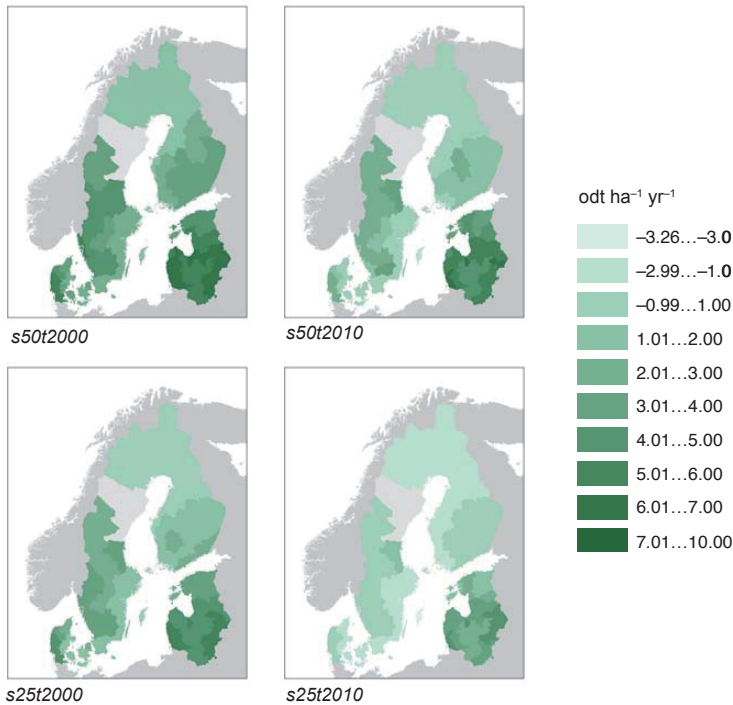 s50t2000
s50t2010
s25t2000
s25t2010
odt ha⁻¹ yr⁻¹
–3.26…–3.0
–2.99…–1.0
–0.99…1.00
1.01…2.00
2.01…3.00
3.01…4.00
4.01…5.00
5.01…6.00
6.01…7.00
7.01…10.00